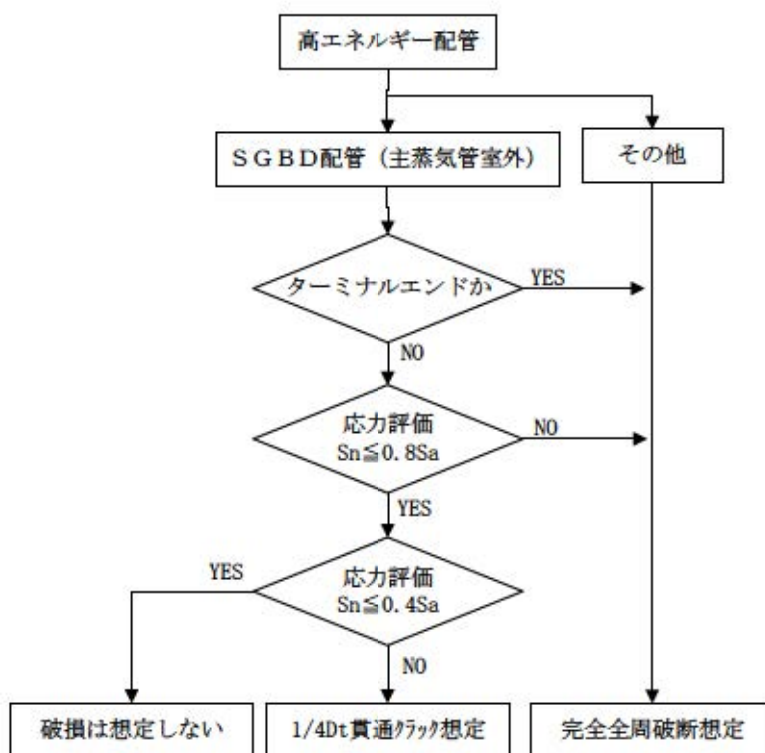 高エネルギー配管
SGBD配管（主蒸気管室外）
その他
ターミナルエンドか
YES
NO
応力評価
Sn≦0.8Sa
NO
YES
応力評価
Sn≦0.4Sa
YES
NO
破損は想定しない
1/4Dt貫通クラック想定
完全全周破断想定